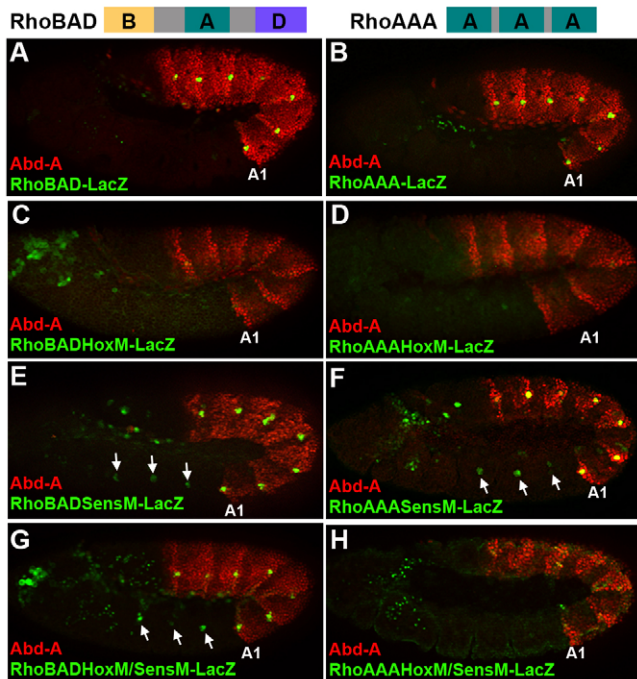 RhoBAD B A D RhoAAA A A A
A
Abd-A
RhoBAD-LacZ
A1
B
Abd-A
RhoAAA-LacZ
A1
C
Abd-A
RhoBADHoxM-LacZ
A1
D
Abd-A
RhoAAAHoxM-LacZ
A1
E
Abd-A
RhoBADSensM-LacZ
A1
F
Abd-A
RhoAAASensM-LacZ
A1
G
Abd-A
RhoBADHoxM/SensM-LacZ
A1
H
Abd-A
RhoAAAHoxM/SensM-LacZ
A1